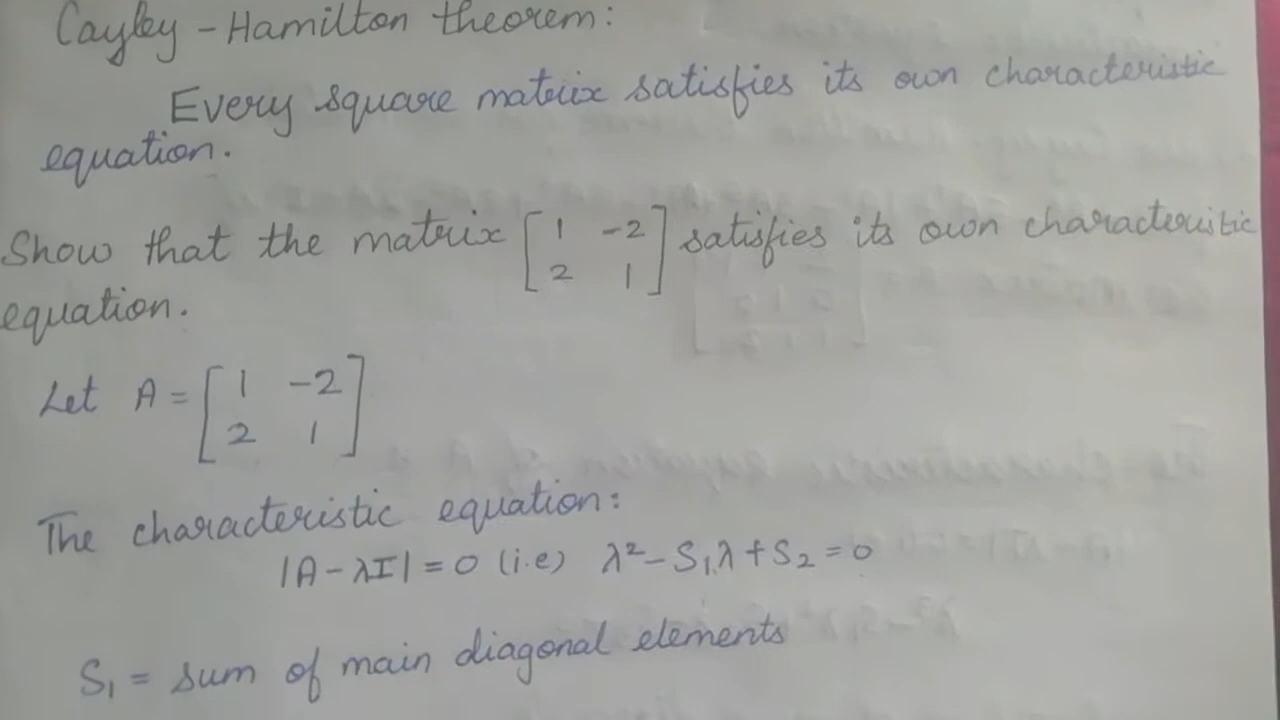 Cayley - Hamilton theorem:
Every square matrix satisfies its own characteristic
equation.
Show that the matrix [1 -2
2 1] satisfies its own characteristic
equation.
Let A = [1 -2
2 1]
The characteristic equation:
|A - λI| = 0 (i.e) λ² - S₁λ + S₂ = 0
S₁ = sum of main diagonal elements